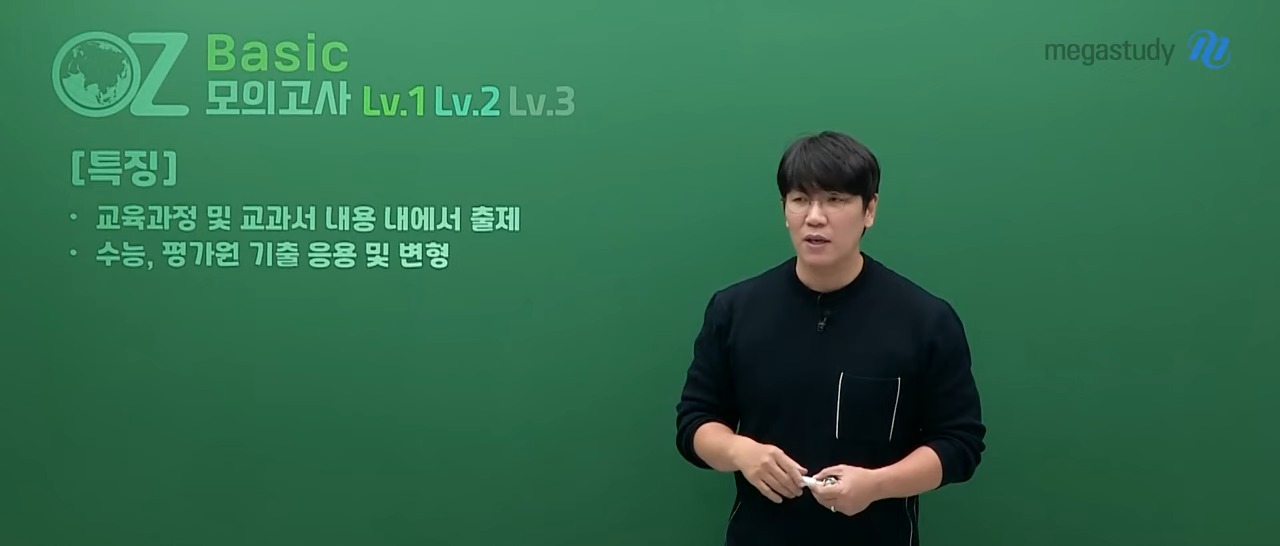 OZ Basic
모의고사 Lv.1 Lv.2 Lv.3
megastudy
[특징]
• 교육과정 및 교과서 내용 내에서 출제
• 수능, 평가원 기출 응용 및 변형